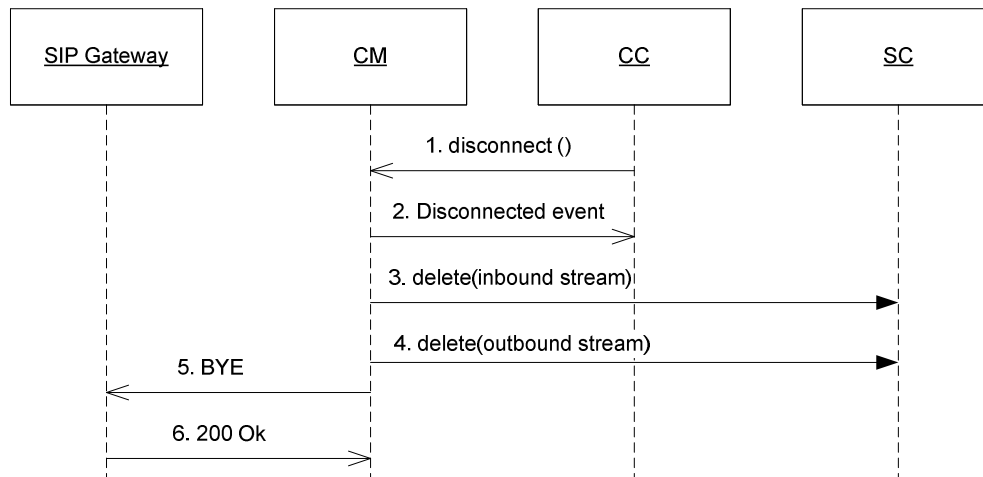 SIP Gateway
CM
CC
SC
1. disconnect ()
2. Disconnected event
3. delete(inbound stream)
4. delete(outbound stream)
5. BYE
6. 200 Ok